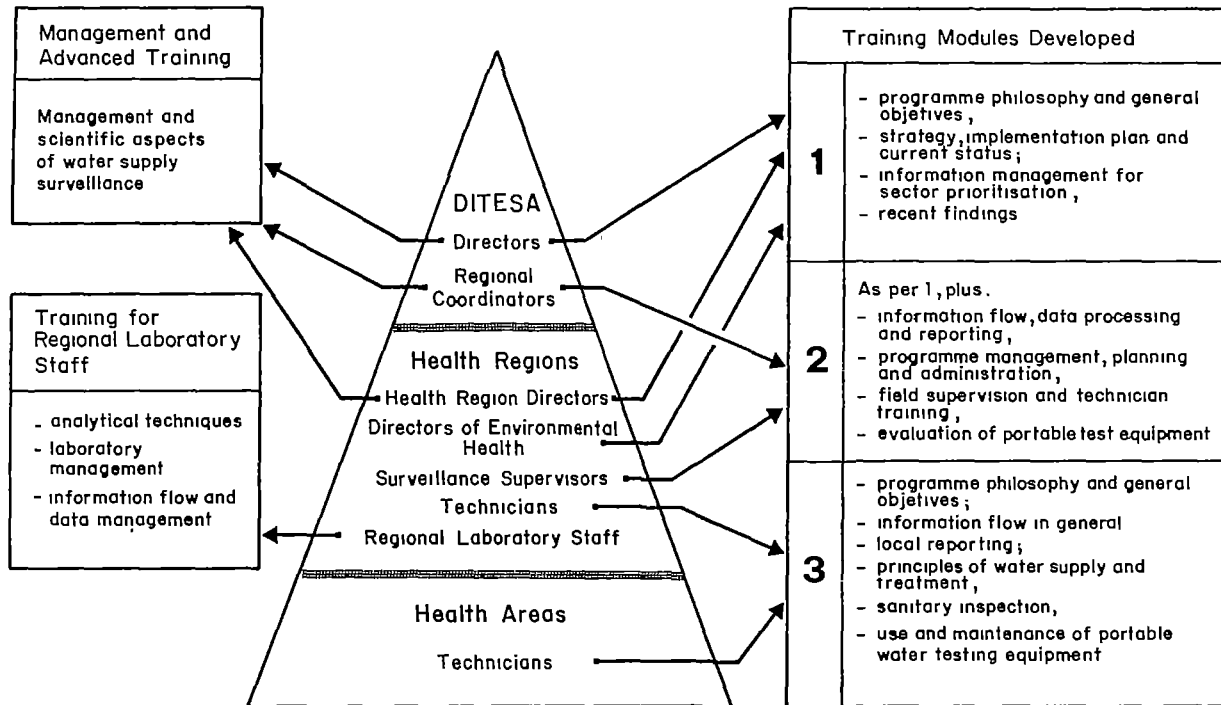 Management and
Advanced Training
Management and
scientific aspects
of water supply
surveillance
Training for
Regional Laboratory
Staff
- analytical techniques
- laboratory
management
- information flow and
data management
DITESA
Directors
Regional
Coordinators
Health Regions
Health Region Directors
Directors of Environmental
Health
Surveillance Supervisors
Technicians
Regional Laboratory Staff
Health Areas
Technicians
Training Modules Developed
1
- programme philosophy and general
objetives,
- strategy, implementation plan and
current status;
- information management for
sector prioritisation,
- recent findings
2
As per 1, plus.
- information flow, data processing
and reporting,
- programme management, planning
and administration,
- field supervision and technician
training,
- evaluation of portable test equipment
3
- programme philosophy and general
objetives;
- information flow in general
- local reporting;
- principles of water supply and
treatment,
- sanitary inspection,
- use and maintenance of portable
water testing equipment